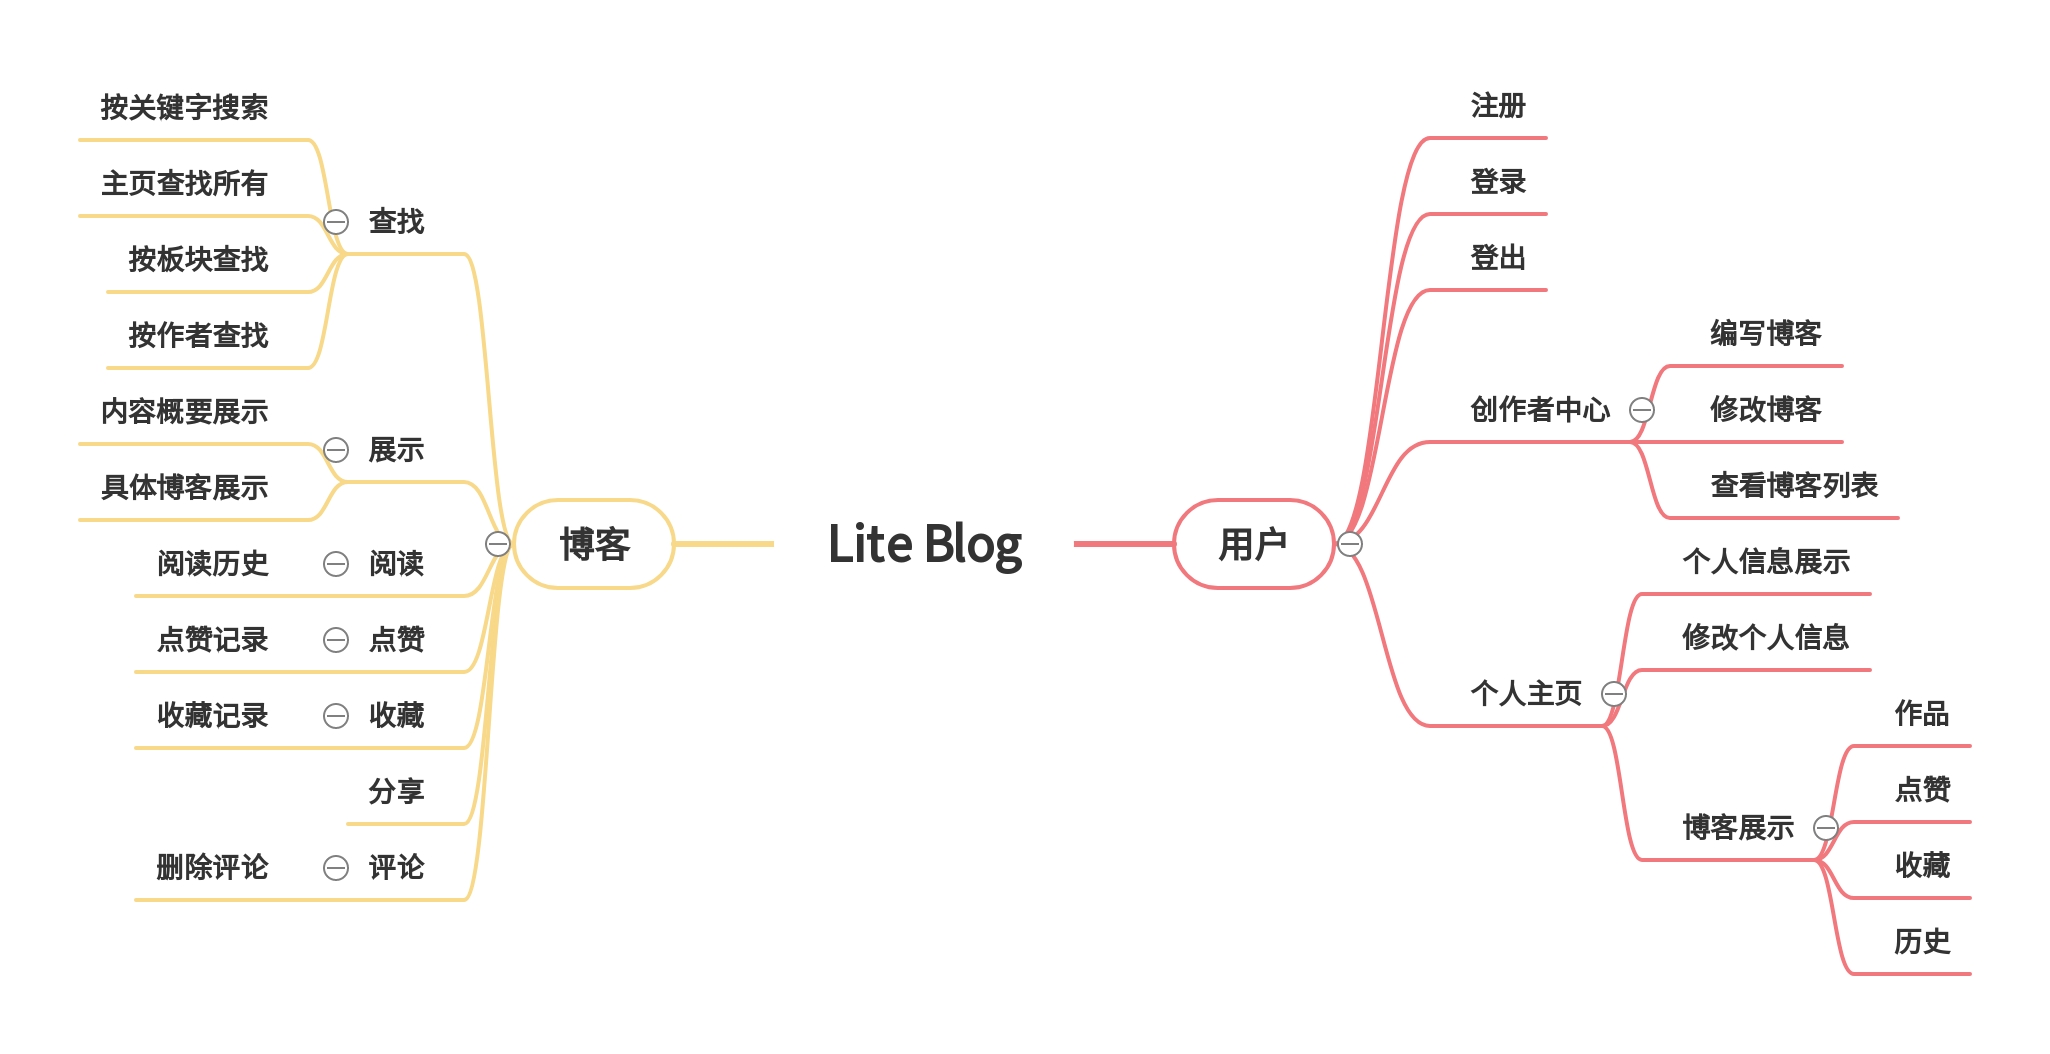 Lite Blog
博客
查找
按关键字搜索
主页查找所有
按板块查找
按作者查找
展示
内容概要展示
具体博客展示
阅读
阅读历史
点赞
点赞记录
收藏
收藏记录
分享
评论
删除评论
用户
注册
登录
登出
创作者中心
编写博客
修改博客
查看博客列表
个人主页
个人信息展示
修改个人信息
博客展示
作品
点赞
收藏
历史